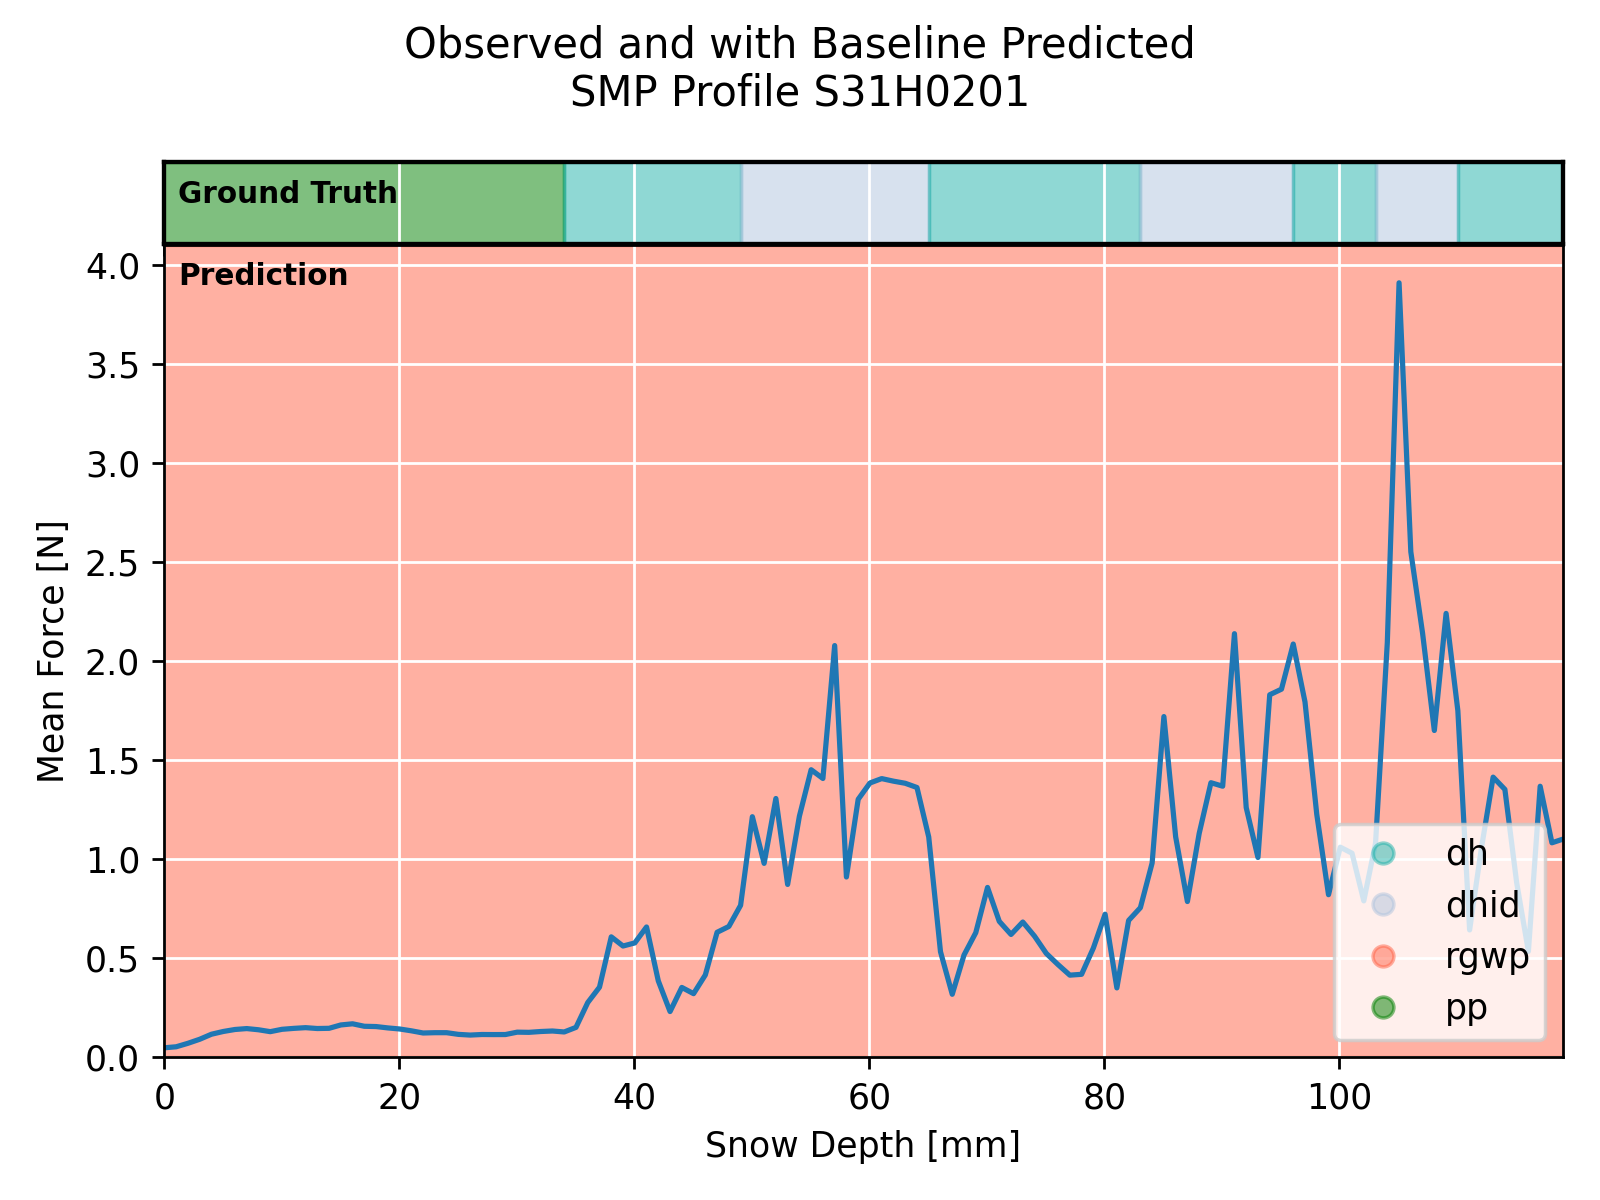 Observed and with Baseline Predicted
SMP Profile S31H0201
Ground Truth
Prediction
4.0
3.5
3.0
2.5
2.0
1.5
1.0
0.5
0.0
Mean Force [N]
dh
dhid
rgwp
pp
0 20 40 60 80 100
Snow Depth [mm]